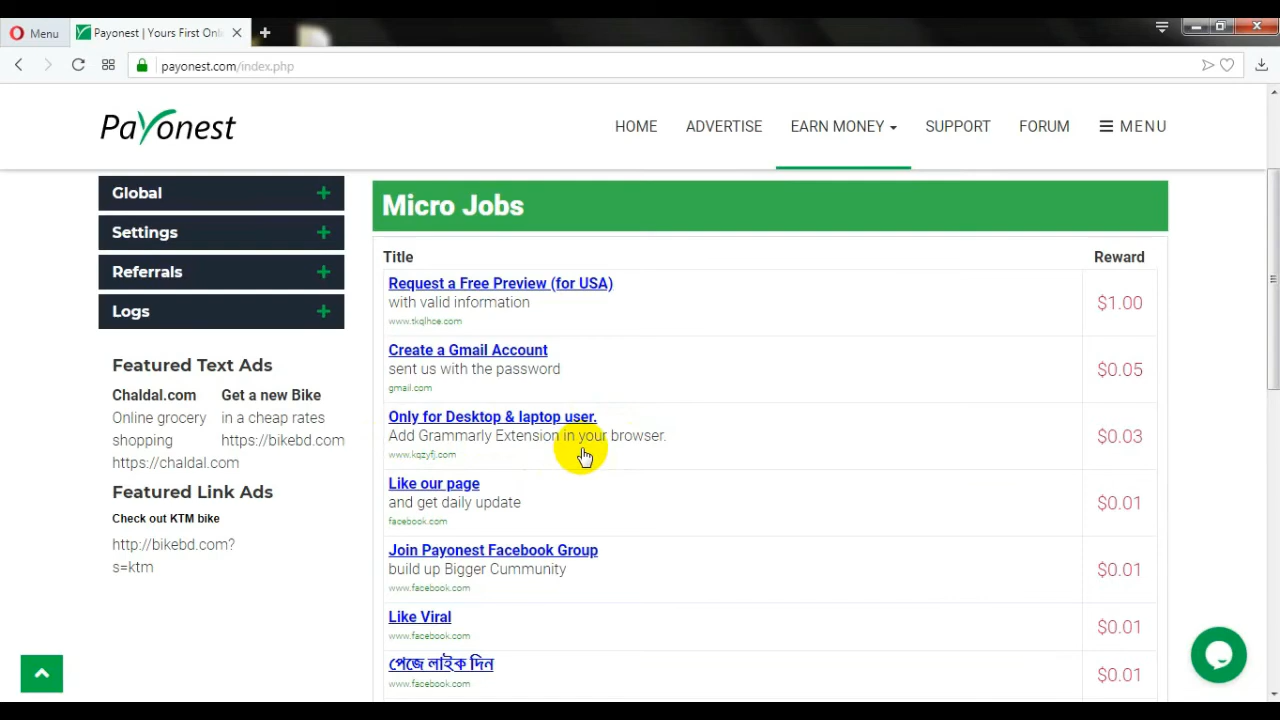 Menu
Payonest | Yours First Onl
payonest.com/index.php
PaYonest
HOME
ADVERTISE
EARN MONEY
SUPPORT
FORUM
MENU
Global
Settings
Referrals
Logs
Featured Text Ads
Chaldal.com
Online grocery
shopping
https://chaldal.com
Get a new Bike
in a cheap rates
https://bikebd.com
Featured Link Ads
Check out KTM bike
http://bikebd.com?
s=ktm
Micro Jobs
Title Reward
Request a Free Preview (for USA)
with valid information
www.tkqlhce.com
$1.00
Create a Gmail Account
sent us with the password
gmail.com
$0.05
Only for Desktop & laptop user.
Add Grammarly Extension in your browser.
www.kqzyfj.com
$0.03
Like our page
and get daily update
facebook.com
$0.01
Join Payonest Facebook Group
build up Bigger Cummunity
www.facebook.com
$0.01
Like Viral
www.facebook.com
$0.01
পেজে লাইক দিন
www.facebook.com
$0.01